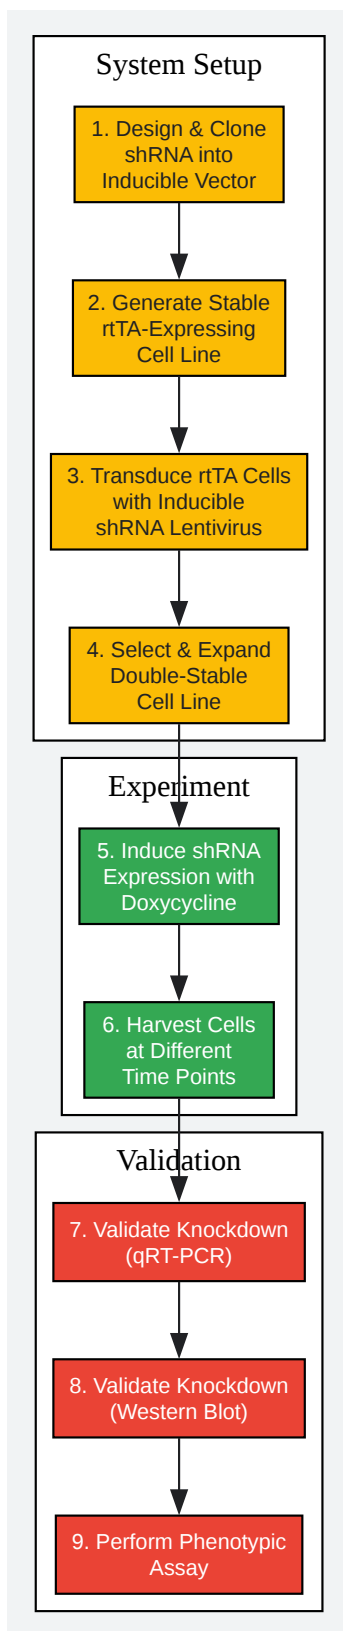 System Setup
1. Design & Clone
shRNA into
Inducible Vector
2. Generate Stable
rtTA-Expressing
Cell Line
3. Transduce rtTA Cells
with Inducible
shRNA Lentivirus
4. Select & Expand
Double-Stable
Cell Line
Experiment
5. Induce shRNA
Expression with
Doxycycline
6. Harvest Cells
at Different
Time Points
Validation
7. Validate Knockdown
(qRT-PCR)
8. Validate Knockdown
(Western Blot)
9. Perform Phenotypic
Assay